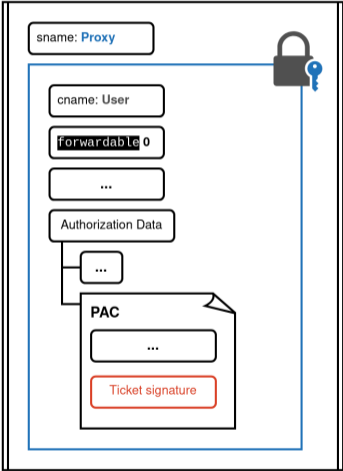 sname: Proxy
cname: User
forwardable 0
...
Authorization Data
...
PAC
...
Ticket signature